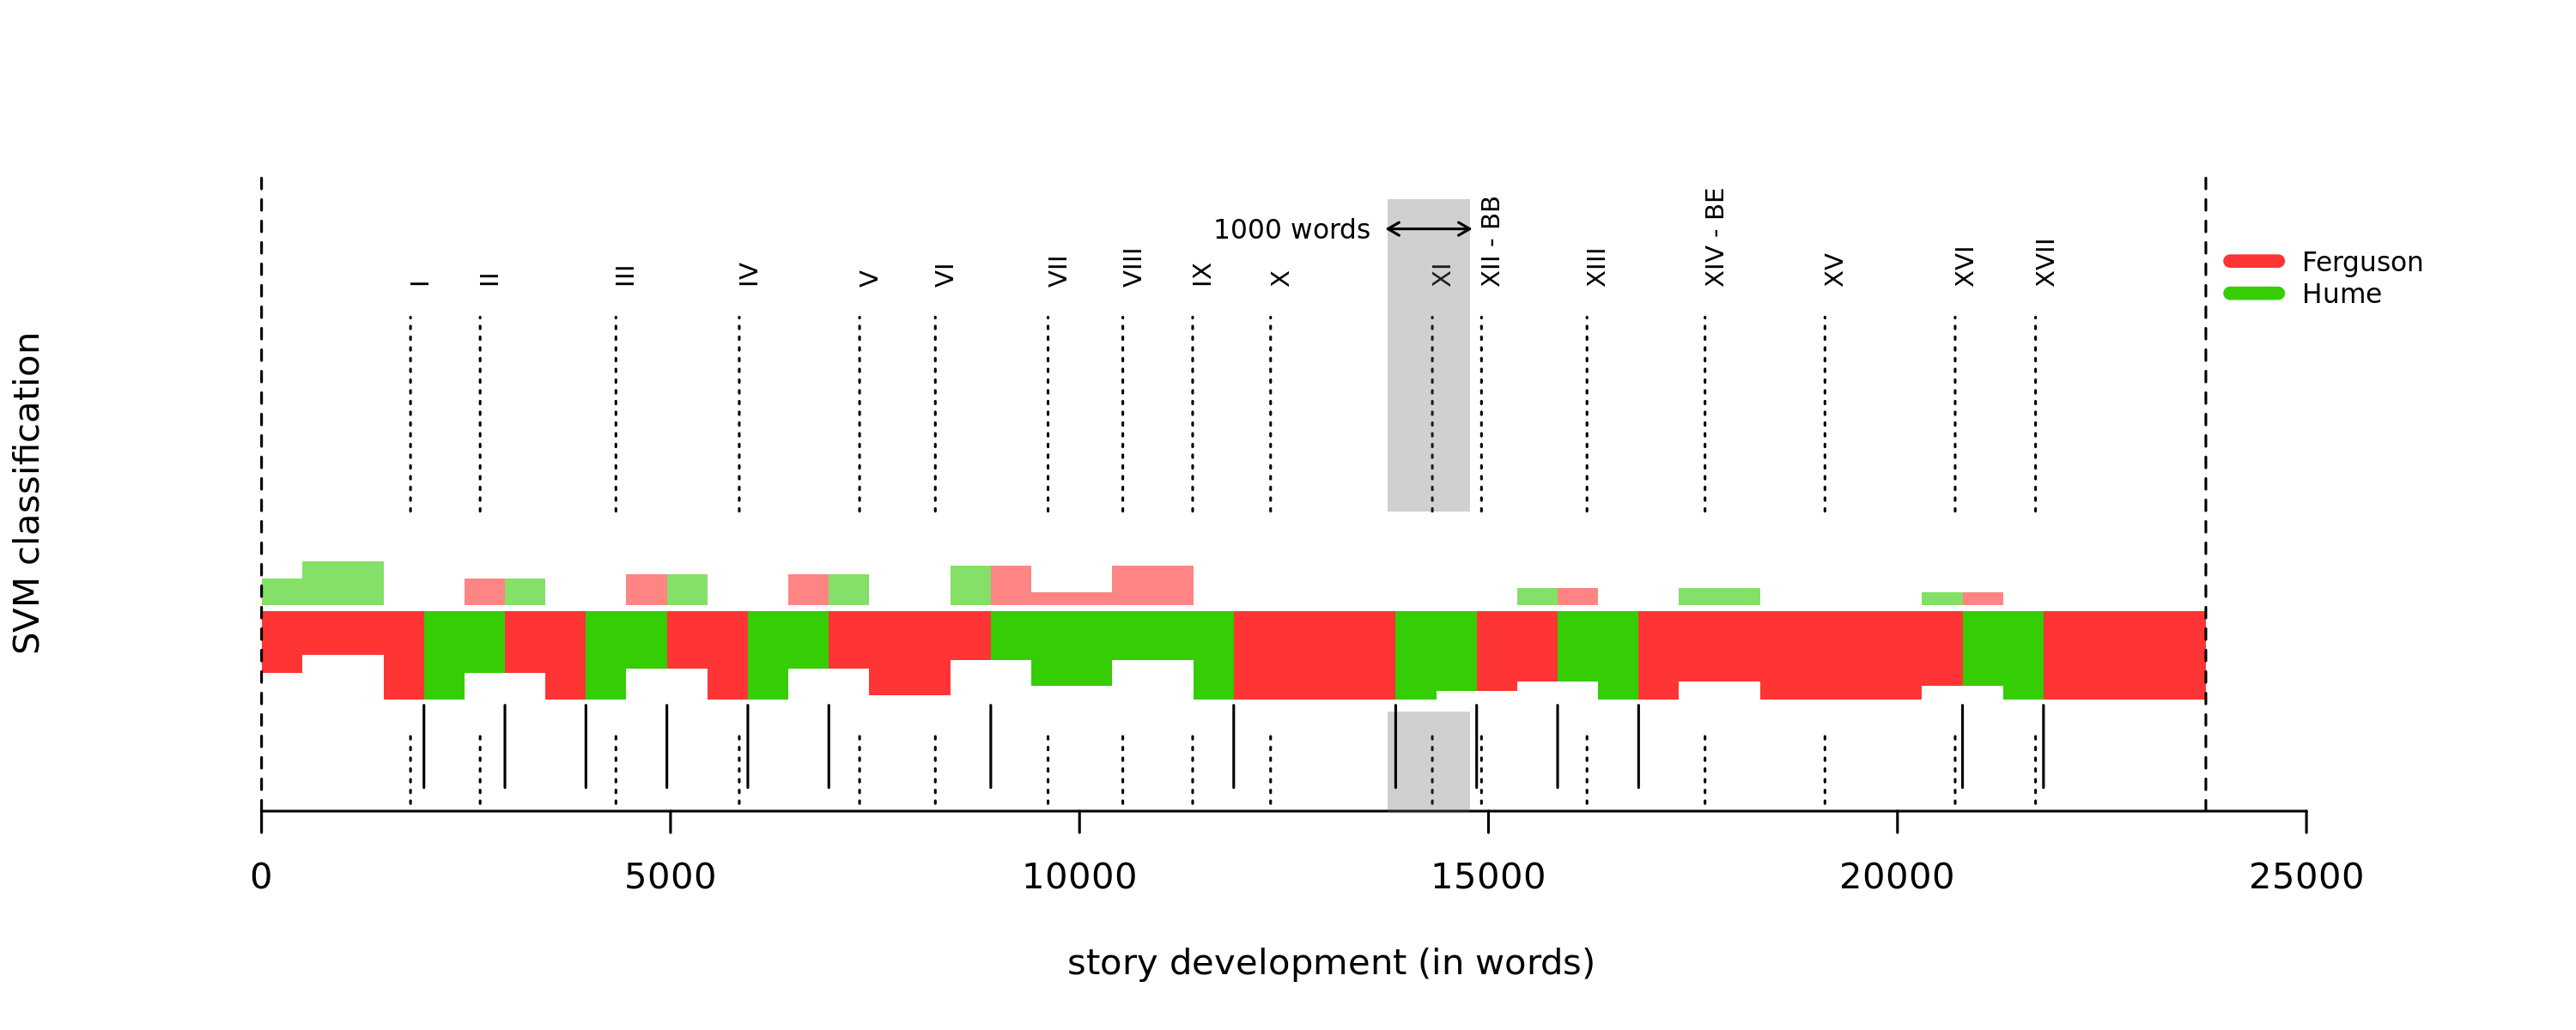 1000 words
I
II
III
IV
V
VI
VII
VIII
IX
X
XI
XII - BB
XIII
XIV - BE
XV
XVI
XVII
Ferguson
Hume
SVM classification
0 5000 10000 15000 20000 25000
story development (in words)